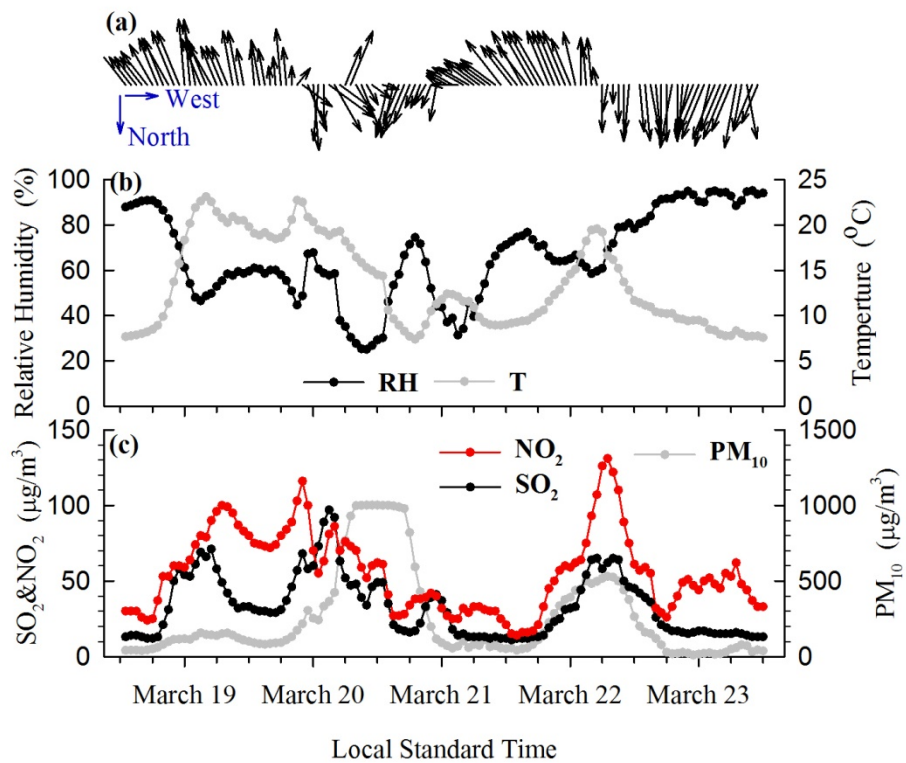 (a)
West
North
(b)
100
80
60
40
20
0
Relative Humidity (%)
25
20
15
10
5
0
Temperture (°C)
RH T
(c)
150
100
50
0
SO₂&NO₂ (μg/m³)
NO₂
SO₂
PM₁₀
1500
1000
500
0
PM₁₀ (μg/m³)
March 19 March 20 March 21 March 22 March 23
Local Standard Time